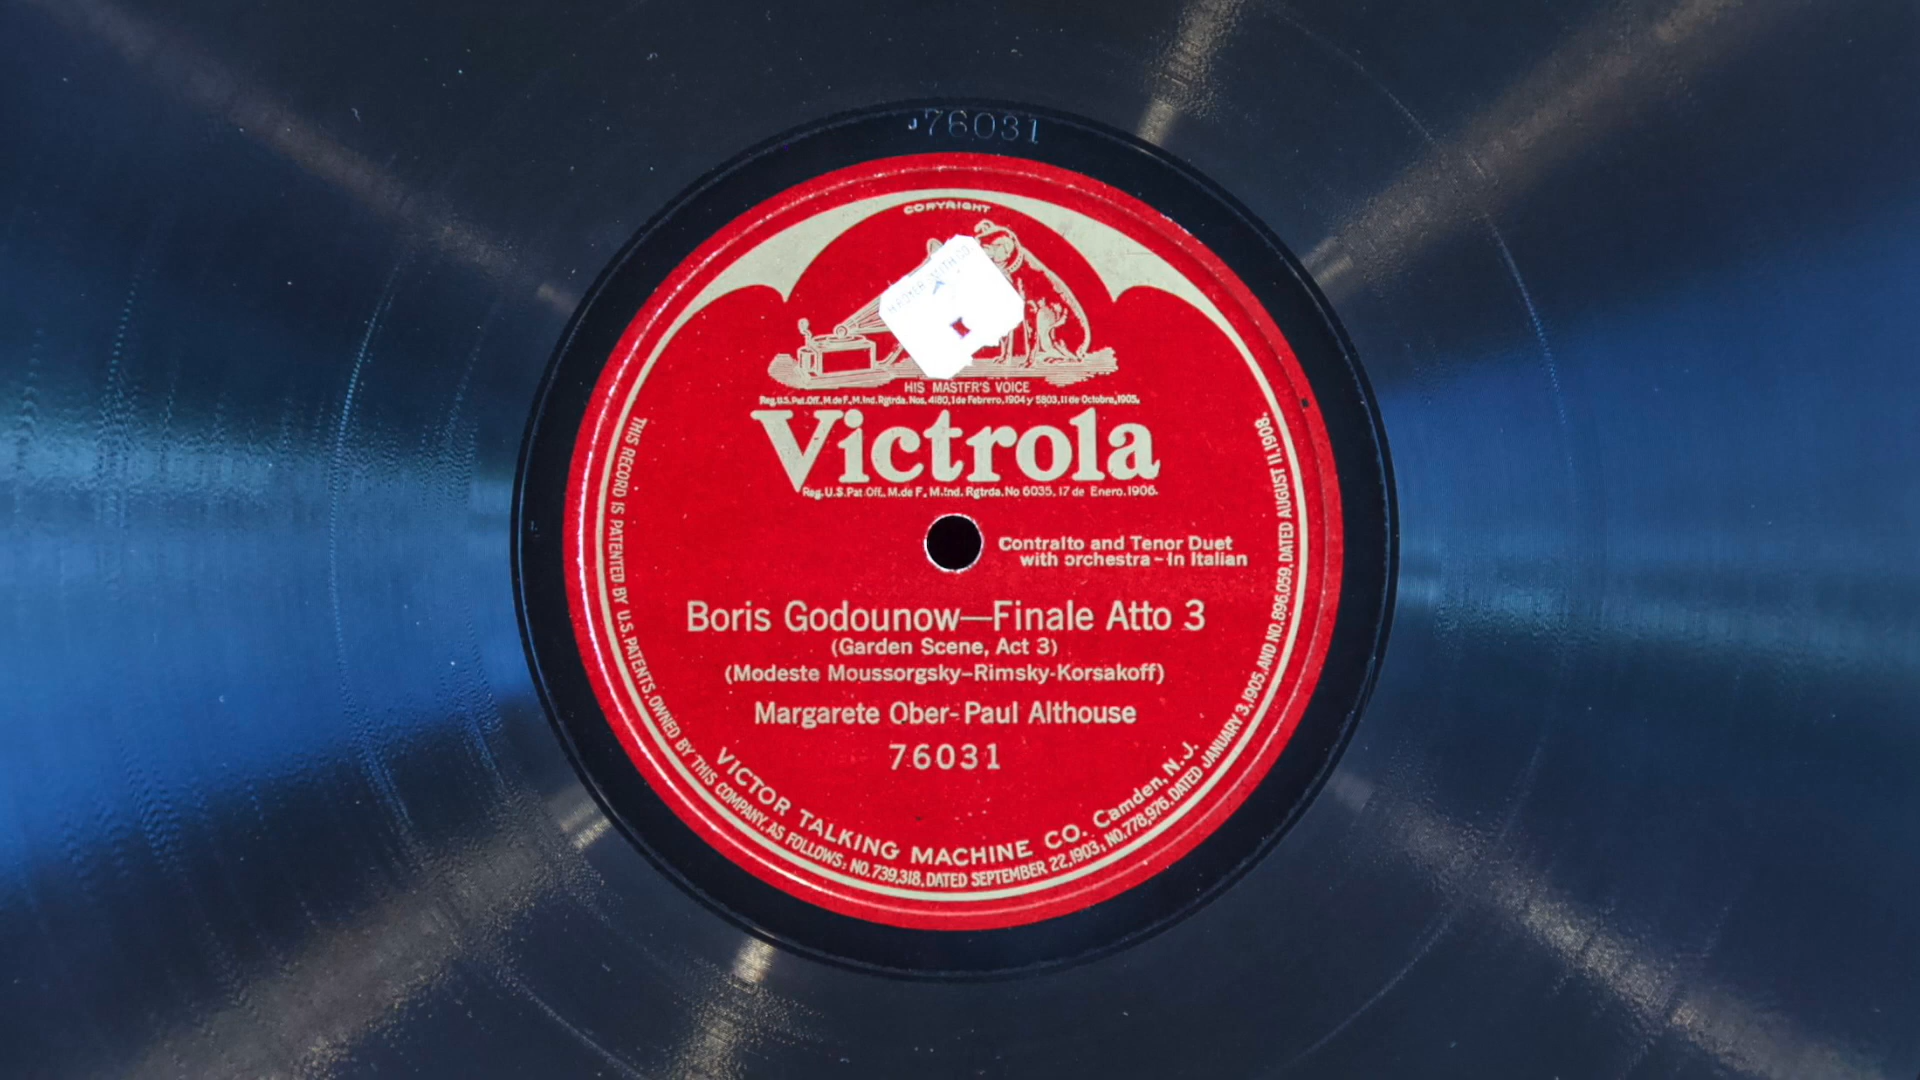 J76031
COPYRIGHT
HIS MASTER'S VOICE
Reg.U.S.Pat.Off., M.de F., M.Ind. Rgtrda. Nos. 4180, 1 de Febrero, 1904 y 5803, 11 de Octobre, 1905.
Victrola
Reg. U.S. Pat. Off., M. de F., M. Ind. Rgtrda. No 6035, 17 de Enero. 1906.
Contralto and Tenor Duet
with orchestra - In Italian
Boris Godounow—Finale Atto 3
(Garden Scene, Act 3)
(Modeste Moussorgsky–Rimsky-Korsakoff)
Margarete Ober-Paul Althouse
76031
VICTOR TALKING MACHINE CO. Camden, N. J.
THIS RECORD IS PATENTED BY U.S. PATENTS, OWNED BY THIS COMPANY, AS FOLLOWS: NO. 739,318, DATED SEPTEMBER 22, 1903; NO. 778,976, DATED JANUARY 3, 1905, AND NO. 896,059, DATED AUGUST 11, 1908.